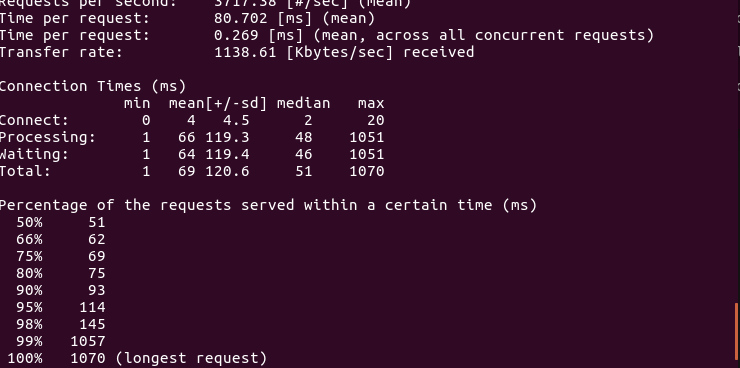 Requests per second:    3717.38 [#/sec] (mean)
Time per request:       80.702 [ms] (mean)
Time per request:       0.269 [ms] (mean, across all concurrent requests)
Transfer rate:          1138.61 [Kbytes/sec] received

Connection Times (ms)
              min  mean[+/-sd] median   max
Connect:        0    4   4.5      2      20
Processing:     1   66 119.3     48    1051
Waiting:        1   64 119.4     46    1051
Total:          1   69 120.6     51    1070

Percentage of the requests served within a certain time (ms)
  50%     51
  66%     62
  75%     69
  80%     75
  90%     93
  95%    114
  98%    145
  99%   1057
 100%   1070 (longest request)